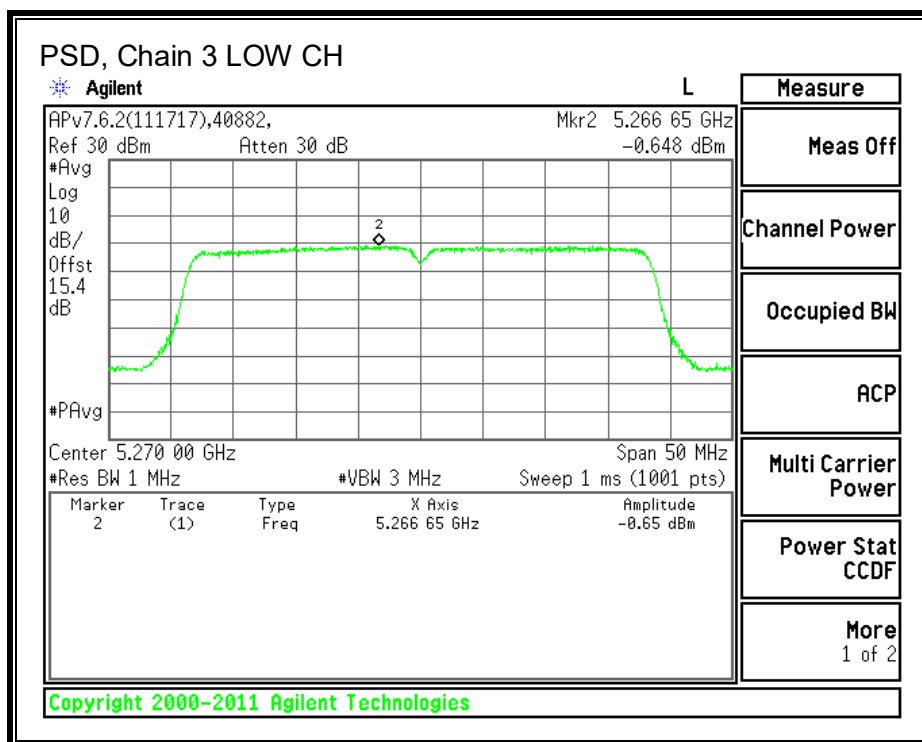 PSD, Chain 3 LOW CH
Agilent
L
APv7.6.2(111717),40882,
Mkr2 5.266 65 GHz
Ref 30 dBm
Atten 30 dB
-0.648 dBm
#Avg
Log
10
dB/
Offst
15.4
dB
#PAvg
2
Center 5.270 00 GHz
Span 50 MHz
#Res BW 1 MHz
#VBW 3 MHz
Sweep 1 ms (1001 pts)
Marker Trace Type X Axis Amplitude
2 (1) Freq 5.266 65 GHz -0.65 dBm
Measure
Meas Off
Channel Power
Occupied BW
ACP
Multi Carrier
Power
Power Stat
CCDF
More
1 of 2
Copyright 2000-2011 Agilent Technologies